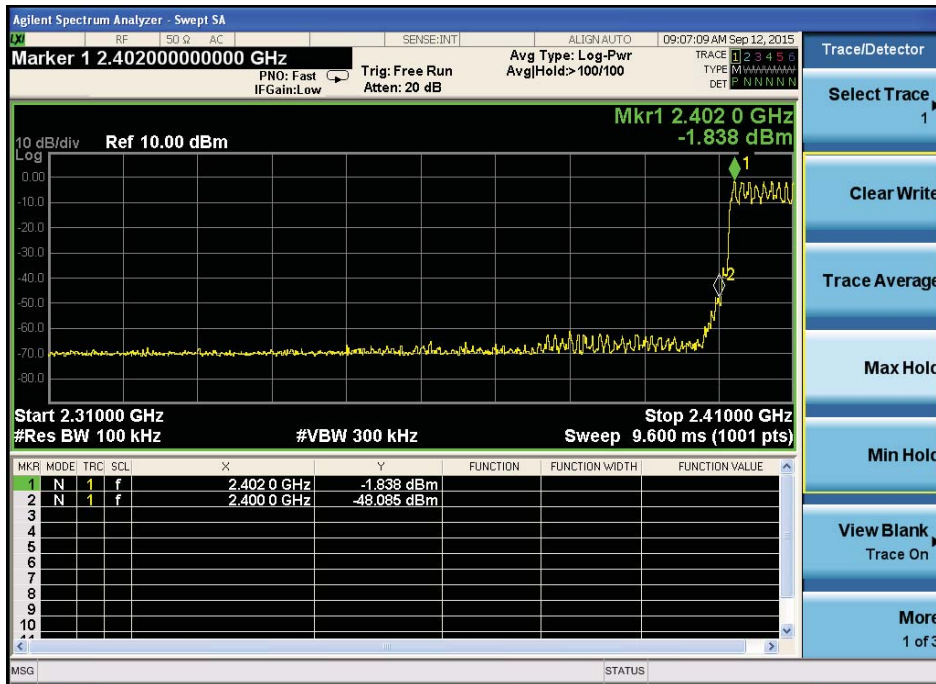 Agilent Spectrum Analyzer - Swept SA
LXI RF 50 Ω AC SENSE:INT ALIGN AUTO 09:07:09 AM Sep 12, 2015
Marker 1 2.402000000000 GHz
PNO: Fast
IFGain:Low
Trig: Free Run
Atten: 20 dB
Avg Type: Log-Pwr
Avg|Hold:>100/100
TRACE 1 2 3 4 5 6
TYPE M
DET P N N N N N
Mkr1 2.402 0 GHz
-1.838 dBm
10 dB/div Ref 10.00 dBm
Log
0.00
-10.0
-20.0
-30.0
-40.0
-50.0
-60.0
-70.0
-80.0
1
2
Start 2.31000 GHz Stop 2.41000 GHz
#Res BW 100 kHz #VBW 300 kHz Sweep 9.600 ms (1001 pts)
MKR MODE TRC SCL X Y FUNCTION FUNCTION WIDTH FUNCTION VALUE
1 N 1 f 2.402 0 GHz -1.838 dBm
2 N 1 f 2.400 0 GHz -48.085 dBm
3
4
5
6
7
8
9
10
11
MSG STATUS
Trace/Detector
Select Trace
1
Clear Write
Trace Average
Max Hold
Min Hold
View Blank
Trace On
More
1 of 3